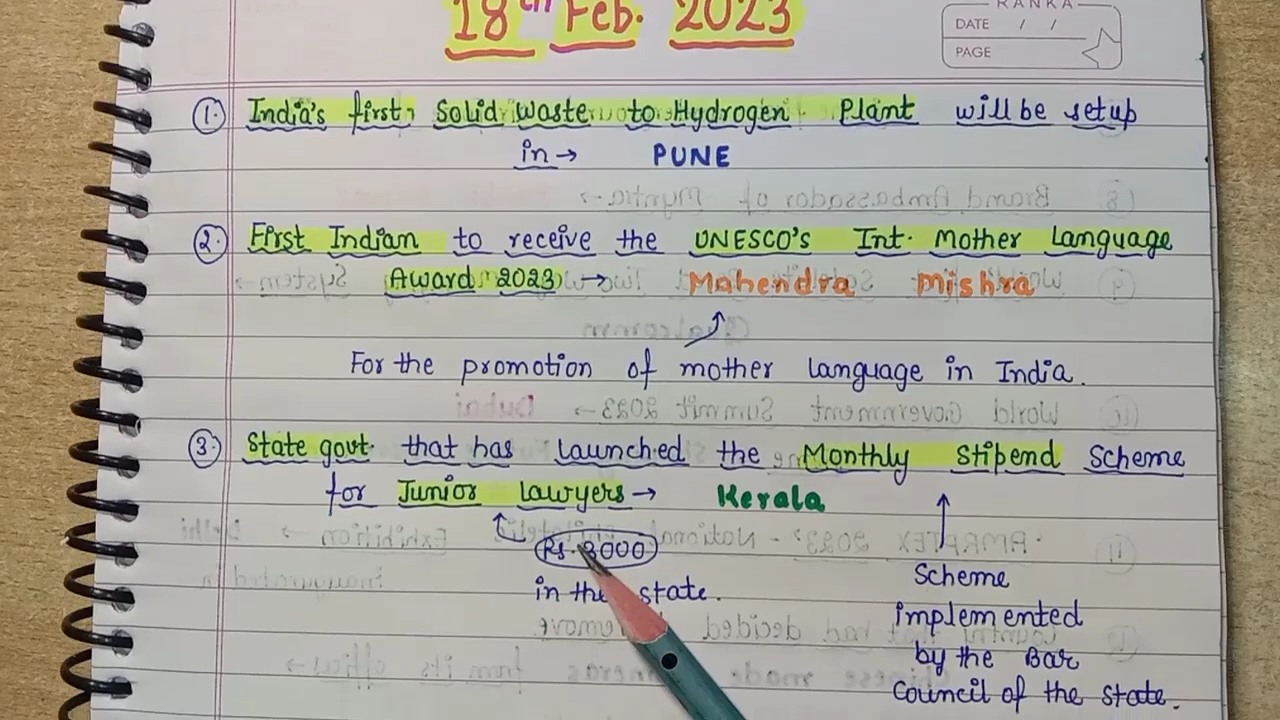 18th Feb. 2023
RANKA
DATE / /
PAGE
1. India's first, Solid Waste to Hydrogen Plant will be setup
in → PUNE
2. First Indian to receive the UNESCO's Int. Mother Language
Award 2023 → Mahendra Mishra
For the promotion of mother language in India.
3. State govt. that has launched the Monthly Stipend Scheme
for Junior Lawyers → Kerala
Rs. 3000
in the state.
Scheme
implemented
by the Bar
Council of the state.